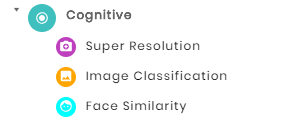 Cognitive
Super Resolution
Image Classification
Face Similarity